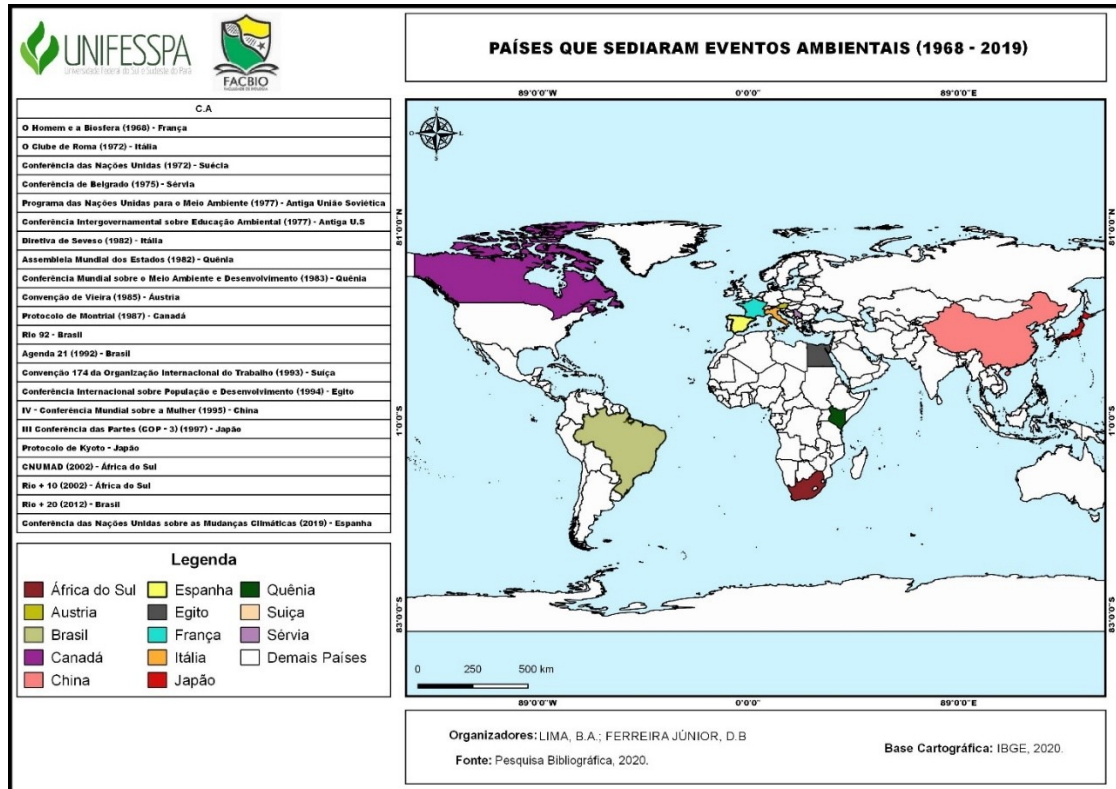 UNIFESSPA
Universidade Federal do Sul e Sudeste do Pará
FACBIO
FACULDADE DE BIOLOGIA
PAÍSES QUE SEDIARAM EVENTOS AMBIENTAIS (1968 - 2019)
C.A
O Homem e a Biosfera (1968) - França
O Clube de Roma (1972) - Itália
Conferência das Nações Unidas (1972) - Suécia
Conferência de Belgrado (1975) - Sérvia
Programa das Nações Unidas para o Meio Ambiente (1977) - Antiga União Soviética
Conferência Intergovernamental sobre Educação Ambiental (1977) - Antiga U.S
Diretiva de Seveso (1982) - Itália
Assembleia Mundial dos Estados (1982) - Quênia
Conferência Mundial sobre o Meio Ambiente e Desenvolvimento (1983) - Quênia
Convenção de Vieira (1985) - Áustria
Protocolo de Montrial (1987) - Canadá
Rio 92 - Brasil
Agenda 21 (1992) - Brasil
Convenção 174 da Organização Internacional do Trabalho (1993) - Suíça
Conferência Internacional sobre População e Desenvolvimento (1994) - Egito
IV - Conferência Mundial sobre a Mulher (1995) - China
III Conferência das Partes (COP - 3) (1997) - Japão
Protocolo de Kyoto - Japão
CNUMAD (2002) - África do Sul
Rio + 10 (2002) - África do Sul
Rio + 20 (2012) - Brasil
Conferência das Nações Unidas sobre as Mudanças Climáticas (2019) - Espanha
Legenda
África do Sul
Austria
Brasil
Canadá
China
Espanha
Egito
França
Itália
Japão
Quênia
Suiça
Sérvia
Demais Países
89°0'0"W
0°0'0"
89°0'0"E
N
O
L
S
81°0'0"N
1°0'0"S
83°0'0"S
81°0'0"N
1°0'0"S
83°0'0"S
0 250 500 km
89°0'0"W
0°0'0"
89°0'0"E
Organizadores: LIMA, B.A.; FERREIRA JÚNIOR, D.B
Fonte: Pesquisa Bibliográfica, 2020.
Base Cartográfica: IBGE, 2020.